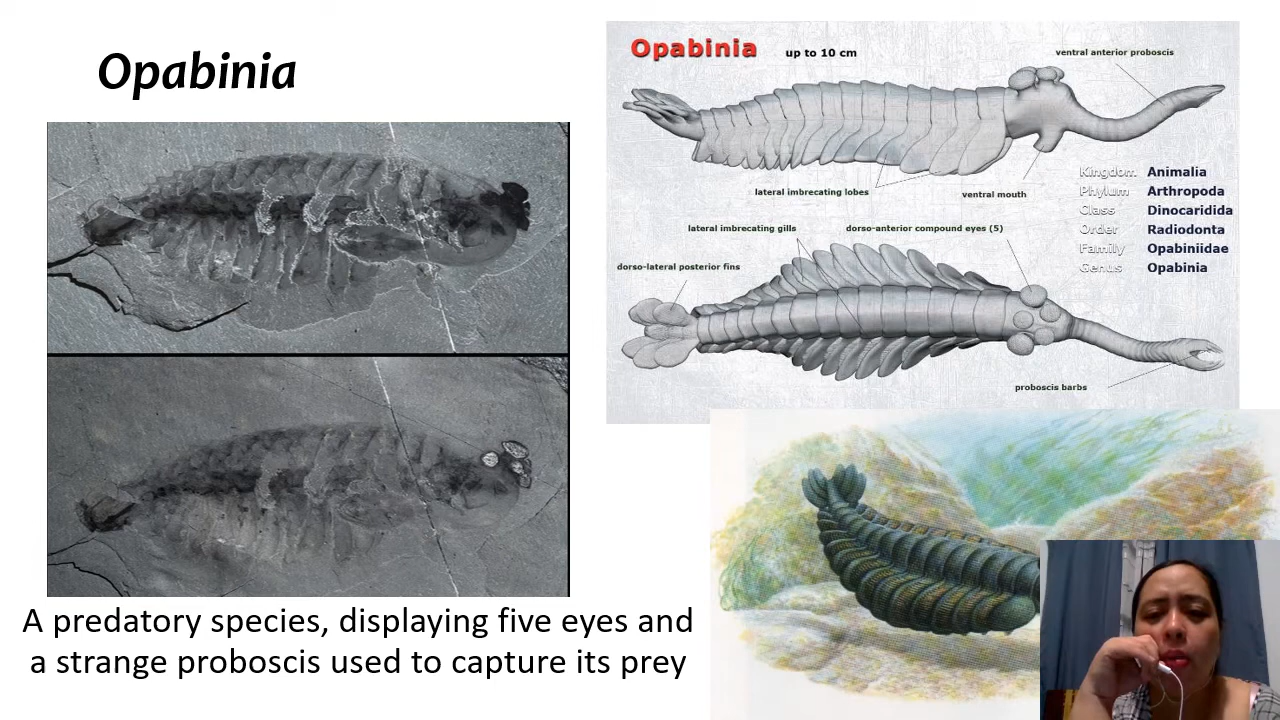 Opabinia
A predatory species, displaying five eyes and
a strange proboscis used to capture its prey
Opabinia up to 10 cm
ventral anterior proboscis
lateral imbrecating lobes
ventral mouth
Kingdom Animalia
Phylum Arthropoda
Class Dinocaridida
Order Radiodonta
Family Opabiniidae
Genus Opabinia
lateral imbrecating gills
dorso-anterior compound eyes (5)
dorso-lateral posterior fins
proboscis barbs